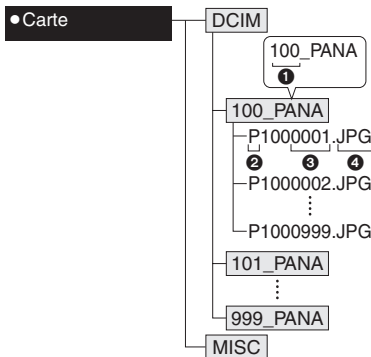 ●Carte
DCIM
100_PANA
❶
100_PANA
P1000001.JPG
❷ ❸ ❹
P1000002.JPG
P1000999.JPG
101_PANA
999_PANA
MISC